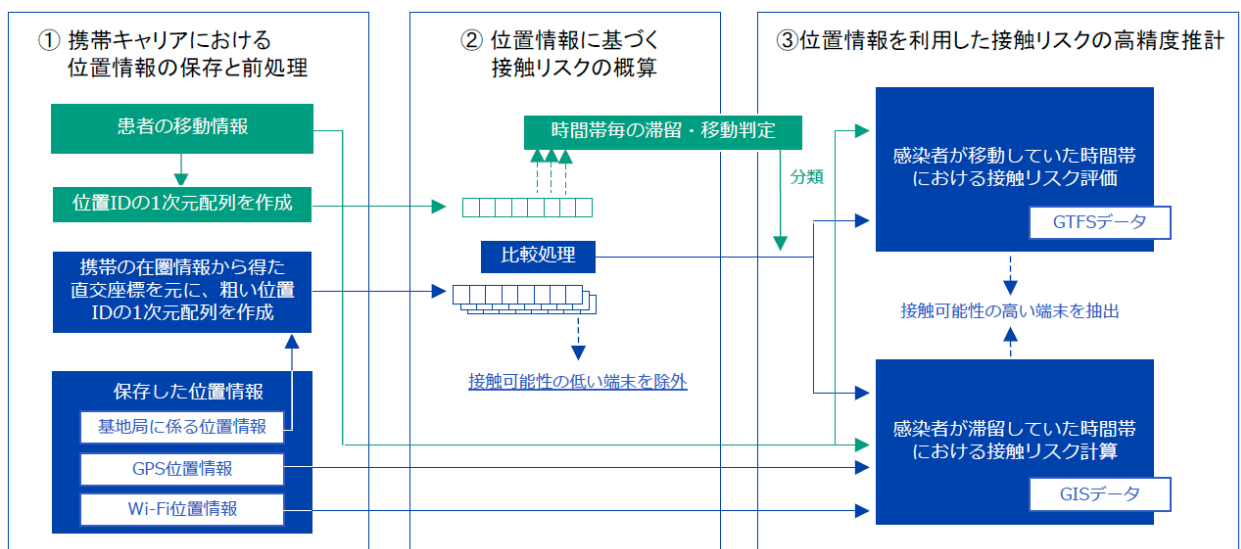 ① 携帯キャリアにおける
位置情報の保存と前処理
患者の移動情報
位置IDの1次元配列を作成
携帯の在圏情報から得た
直交座標を元に、粗い位置
IDの1次元配列を作成
保存した位置情報
基地局に係る位置情報
GPS位置情報
Wi-Fi位置情報
② 位置情報に基づく
接触リスクの概算
時間帯毎の滞留・移動判定
分類
比較処理
接触可能性の低い端末を除外
③位置情報を利用した接触リスクの高精度推計
感染者が移動していた時間帯
における接触リスク評価
GTFSデータ
接触可能性の高い端末を抽出
感染者が滞留していた時間帯
における接触リスク計算
GISデータ